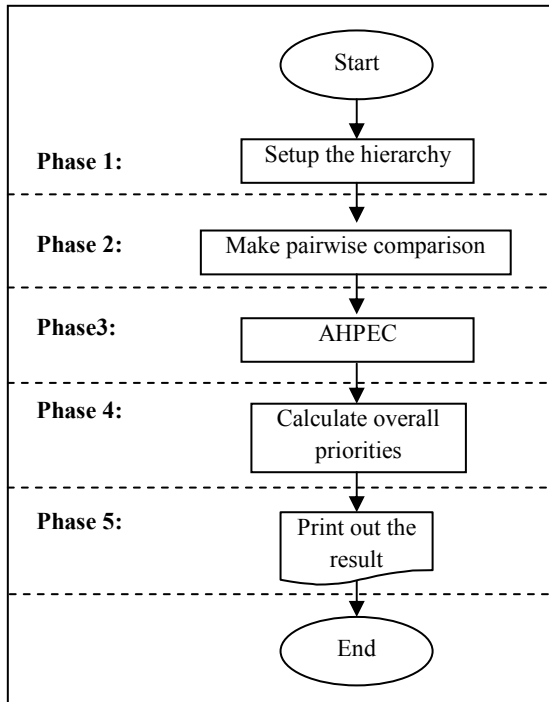 Start
Phase 1:
Setup the hierarchy
Phase 2:
Make pairwise comparison
Phase3:
AHPEC
Phase 4:
Calculate overall
priorities
Phase 5:
Print out the
result
End